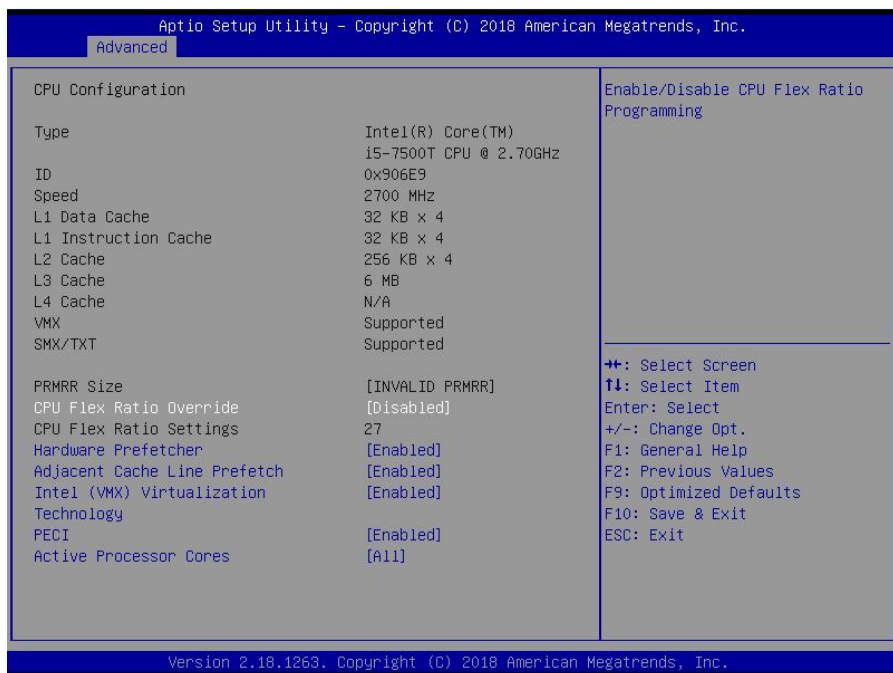 Aptio Setup Utility – Copyright (C) 2018 American Megatrends, Inc.
Advanced
CPU Configuration
Type Intel(R) Core(TM)
i5-7500T CPU @ 2.70GHz
ID 0x906E9
Speed 2700 MHz
L1 Data Cache 32 KB x 4
L1 Instruction Cache 32 KB x 4
L2 Cache 256 KB x 4
L3 Cache 6 MB
L4 Cache N/A
VMX Supported
SMX/TXT Supported
PRMRR Size [INVALID PRMRR]
CPU Flex Ratio Override [Disabled]
CPU Flex Ratio Settings 27
Hardware Prefetcher [Enabled]
Adjacent Cache Line Prefetch [Enabled]
Intel (VMX) Virtualization [Enabled]
Technology
PECI [Enabled]
Active Processor Cores [All]
Enable/Disable CPU Flex Ratio
Programming
→←: Select Screen
↑↓: Select Item
Enter: Select
+/-: Change Opt.
F1: General Help
F2: Previous Values
F9: Optimized Defaults
F10: Save & Exit
ESC: Exit
Version 2.18.1263. Copyright (C) 2018 American Megatrends, Inc.